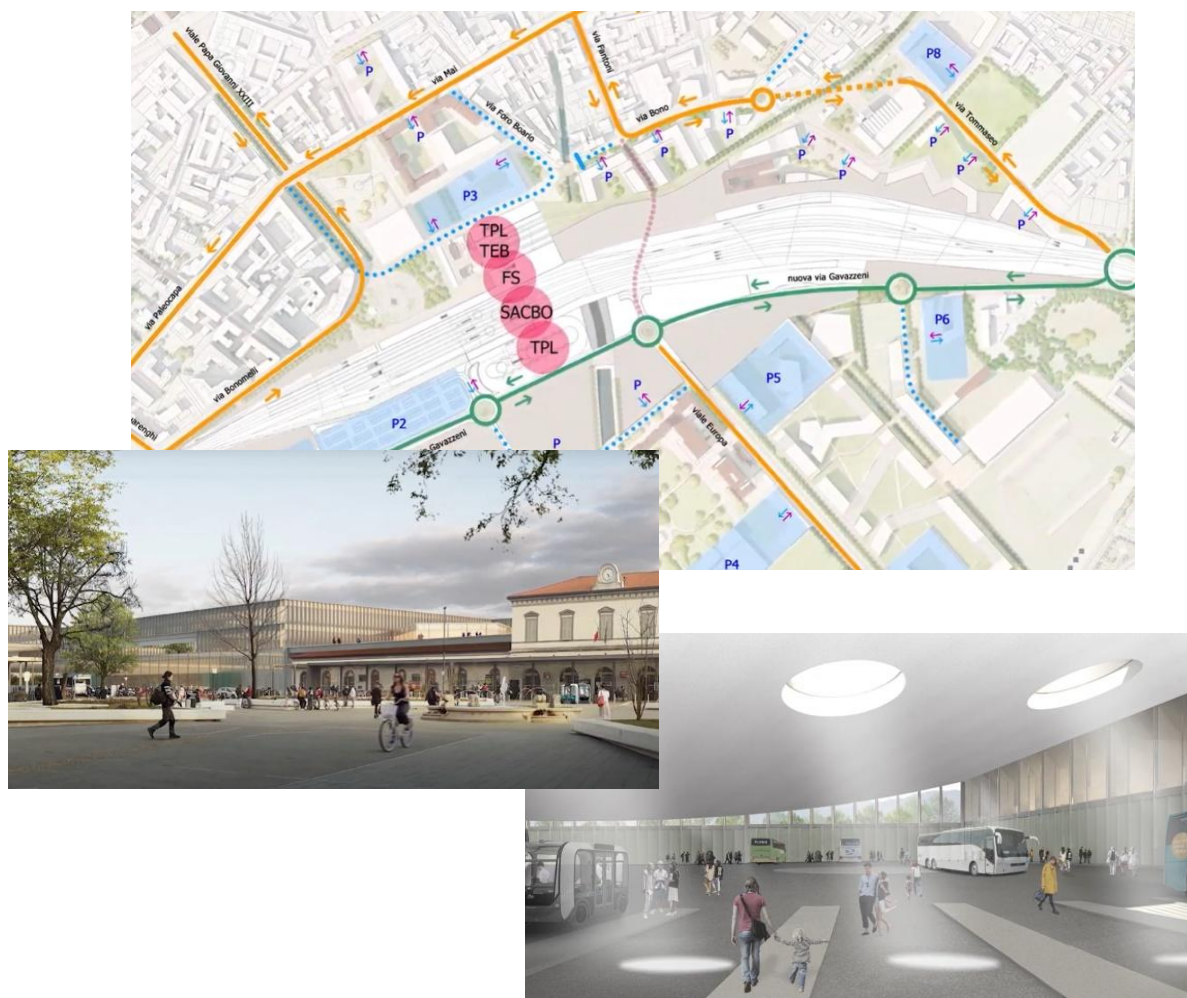 viale Papa Giovanni XXIII
via Mai
via Fantoni
via Foro Boario
via Bono
via Tommaseo
P8
P
P
P
P
P
P
P
P
P
P
P3
TPL
TEB
FS
SACBO
TPL
nuova via Gavazzeni
via Paleocapa
via Bonomelli
P6
P5
P2
P
P
viale Europa
Gavazzeni
P4